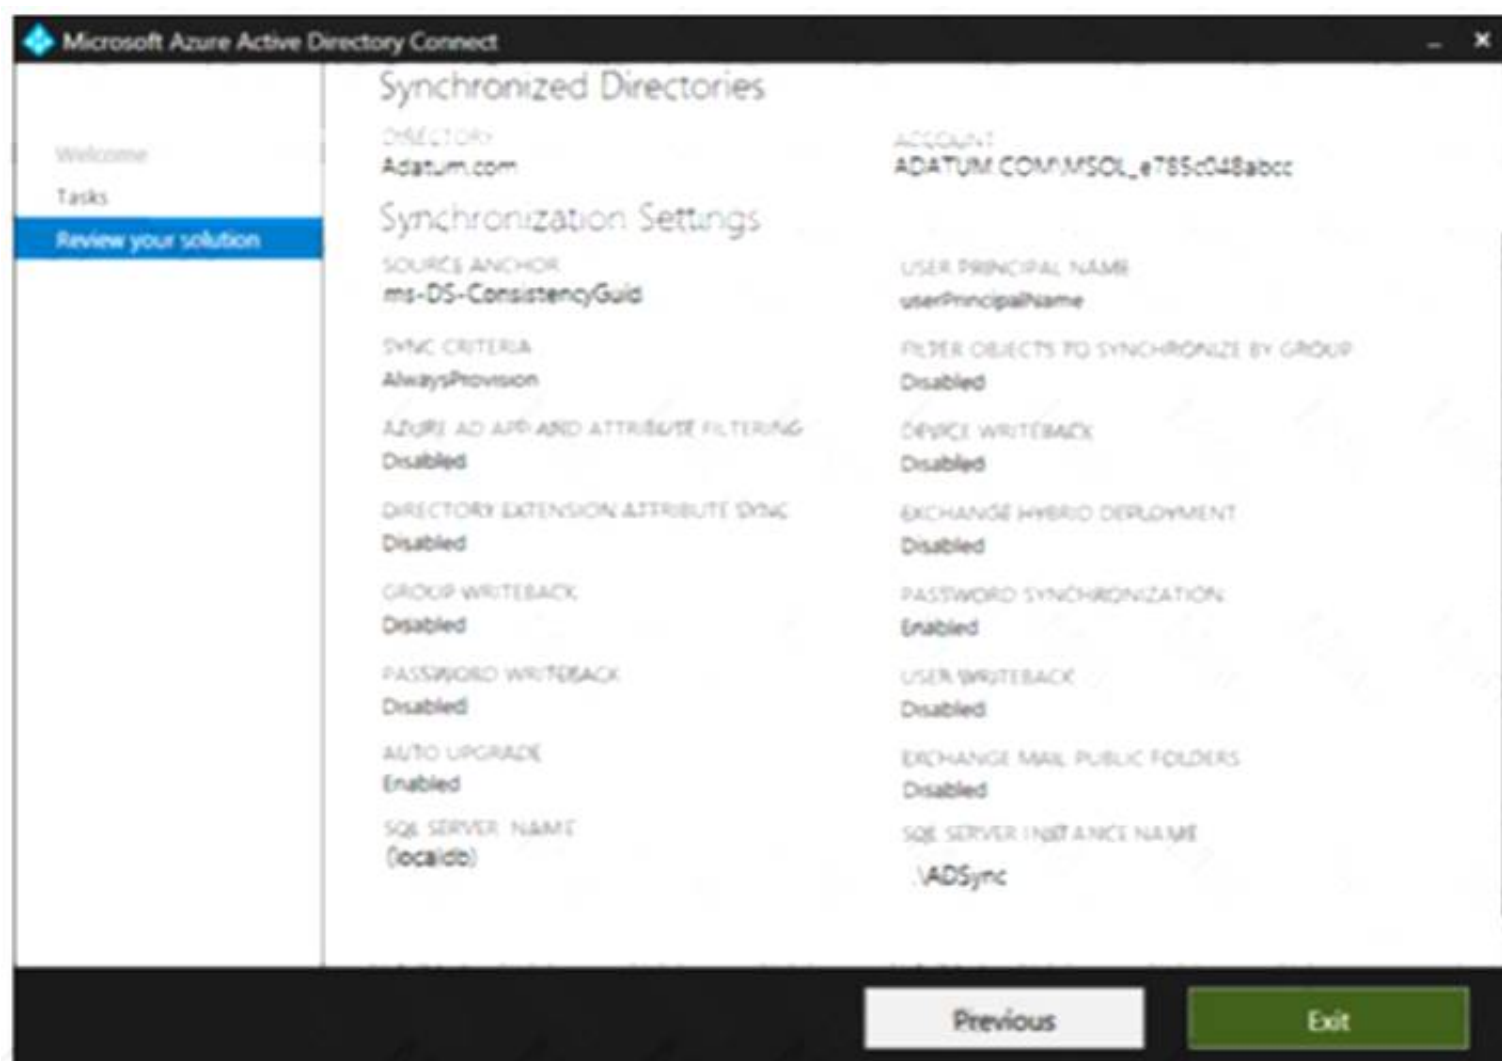 Microsoft Azure Active Directory Connect
Synchronized Directories
DIRECTORY
ACCOUNT
Adatum.com
ADATUM.COM\MSOL_e785c048abcc
Welcome
Tasks
Review your solution
Synchronization Settings
SOURCE ANCHOR
USER PRINCIPAL NAME
ms-DS-ConsistencyGuid
userPrincipalName
SYNC CRITERIA
FILTER OBJECTS TO SYNCHRONIZE BY GROUP
AlwaysProvision
Disabled
AZURE AD APP AND ATTRIBUTE FILTERING
DEVICE WRITEBACK
Disabled
Disabled
DIRECTORY EXTENSION ATTRIBUTE SYNC
EXCHANGE HYBRID DEPLOYMENT
Disabled
Disabled
GROUP WRITEBACK
PASSWORD SYNCHRONIZATION
Disabled
Enabled
PASSWORD WRITEBACK
USER WRITEBACK
Disabled
Disabled
AUTO UPGRADE
EXCHANGE MAIL PUBLIC FOLDERS
Enabled
Disabled
SQL SERVER NAME
SQL SERVER INSTANCE NAME
(localdb)
.\ADSync
Previous
Exit